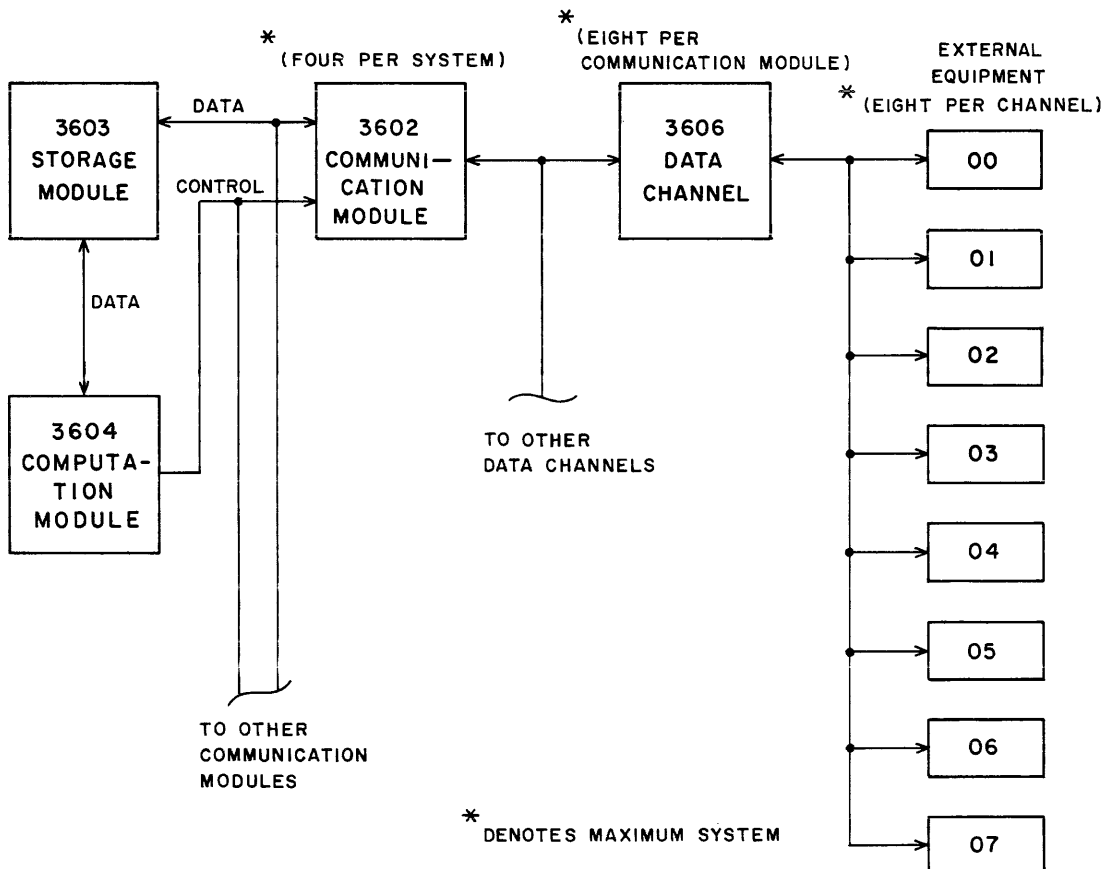 *
(FOUR PER SYSTEM)
*
(EIGHT PER
COMMUNICATION MODULE)
EXTERNAL
EQUIPMENT
*
(EIGHT PER CHANNEL)
3603
STORAGE
MODULE
DATA
CONTROL
3602
COMMUNI-
CATION
MODULE
3606
DATA
CHANNEL
00
01
02
03
04
05
06
07
DATA
3604
COMPUTA-
TION
MODULE
TO OTHER
DATA CHANNELS
TO OTHER
COMMUNICATION
MODULES
*
DENOTES MAXIMUM SYSTEM